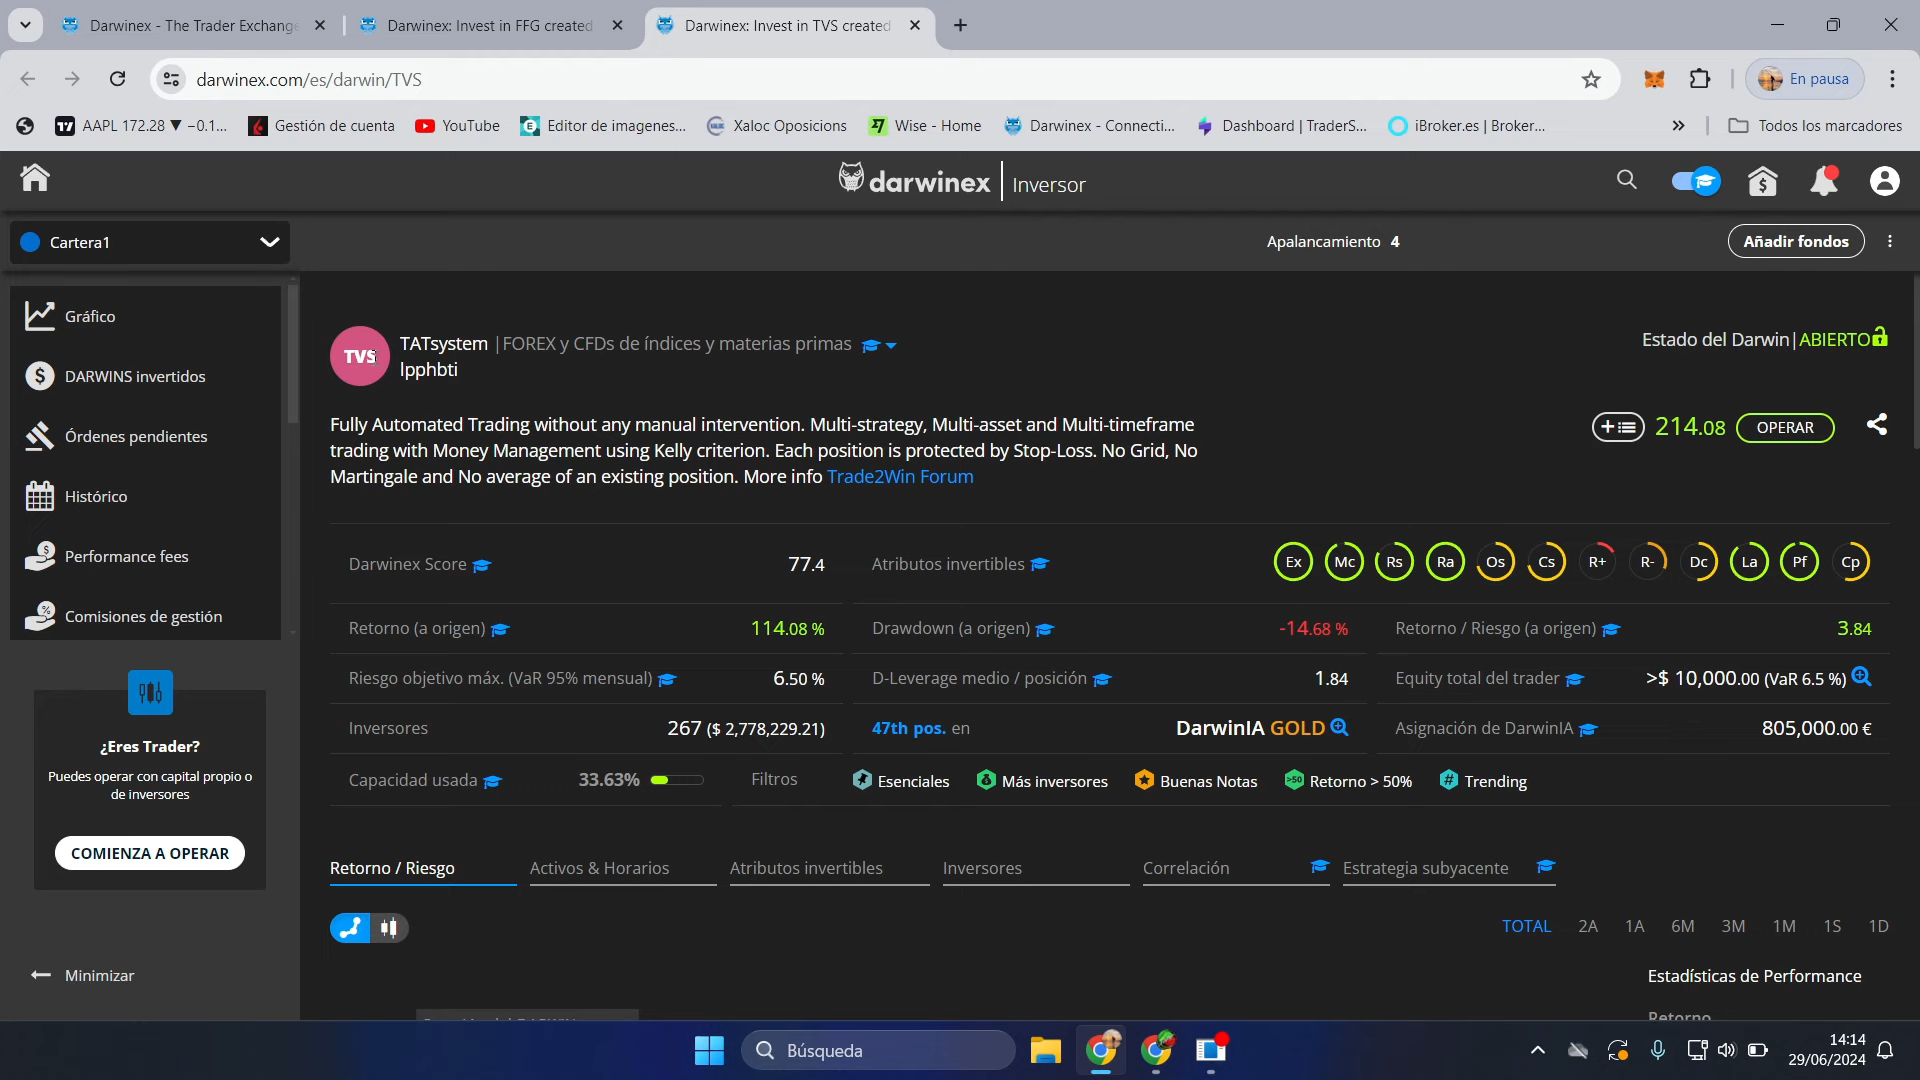 Darwinex - The Trader Exchange
Darwinex: Invest in FFG created
Darwinex: Invest in TVS created
darwinex.com/es/darwin/TVS
En pausa
AAPL 172.28 ▼ −0.1...
Gestión de cuenta
YouTube
Editor de imagenes...
Xaloc Oposicions
Wise - Home
Darwinex - Connecti...
Dashboard | TraderS...
iBroker.es | Broker...
»
Todos los marcadores
darwinex | Inversor
Cartera1
Apalancamiento 4
Añadir fondos
Gráfico
DARWINS invertidos
Órdenes pendientes
Histórico
Performance fees
Comisiones de gestión
¿Eres Trader?
Puedes operar con capital propio o
de inversores
COMIENZA A OPERAR
Minimizar
TVS
TATsystem | FOREX y CFDs de índices y materias primas
lpphbti
Estado del Darwin | ABIERTO
Fully Automated Trading without any manual intervention. Multi-strategy, Multi-asset and Multi-timeframe
trading with Money Management using Kelly criterion. Each position is protected by Stop-Loss. No Grid, No
Martingale and No average of an existing position. More info Trade2Win Forum
214.08 OPERAR
Darwinex Score 77.4
Atributos invertibles Ex Mc Rs Ra Os Cs R+ R- Dc La Pf Cp
Retorno (a origen) 114.08 %
Drawdown (a origen) -14.68 %
Retorno / Riesgo (a origen) 3.84
Riesgo objetivo máx. (VaR 95% mensual) 6.50 %
D-Leverage medio / posición 1.84
Equity total del trader >$ 10,000.00 (VaR 6.5 %)
Inversores 267 ($ 2,778,229.21)
47th pos. en DarwinIA GOLD
Asignación de DarwinIA 805,000.00 €
Capacidad usada 33.63%
Filtros Esenciales Más inversores Buenas Notas >50 Retorno > 50% # Trending
Retorno / Riesgo
Activos & Horarios
Atributos invertibles
Inversores
Correlación
Estrategia subyacente
TOTAL 2A 1A 6M 3M 1M 1S 1D
Estadísticas de Performance
Retorno
Búsqueda
14:14
29/06/2024